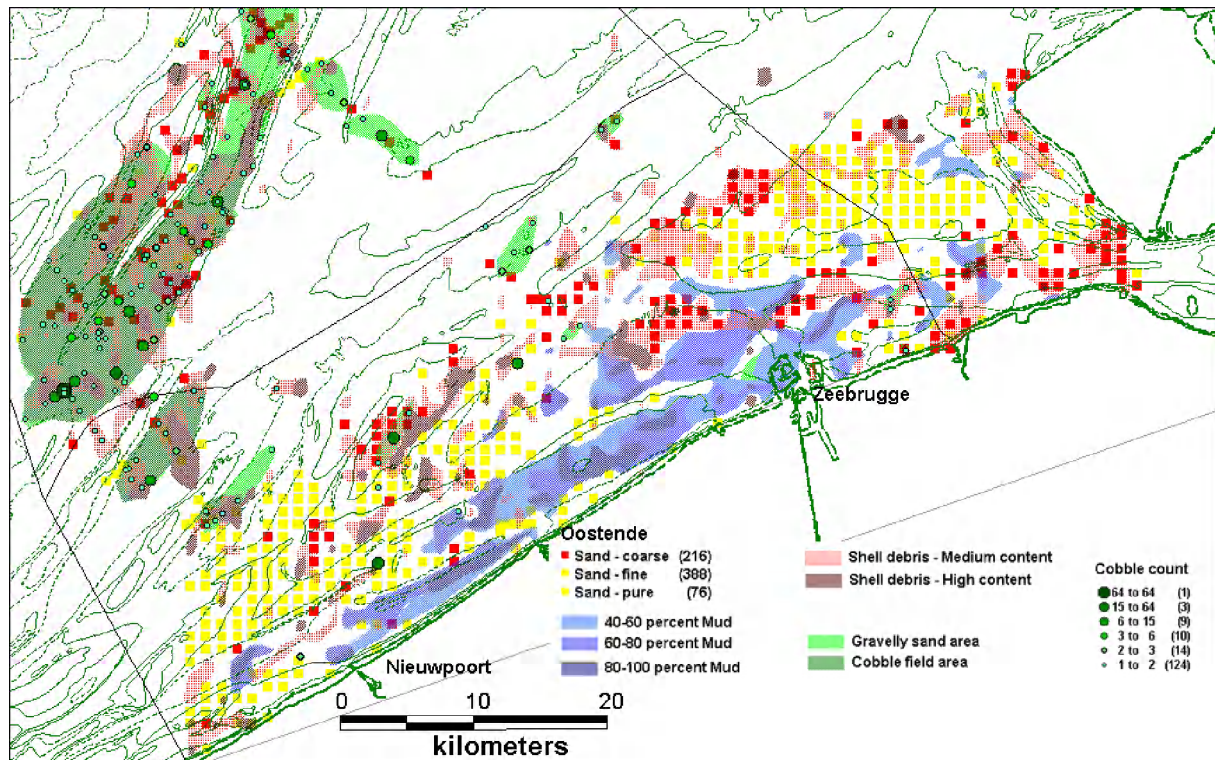 Zeebrugge
Oostende
Sand - coarse (216)
Sand - fine (388)
Sand - pure (76)
40-60 percent Mud
60-80 percent Mud
80-100 percent Mud
Shell debris - Medium content
Shell debris - High content
Gravelly sand area
Cobble field area
Cobble count
64 to 64 (1)
15 to 64 (3)
6 to 15 (9)
3 to 6 (10)
2 to 3 (14)
1 to 2 (124)
Nieuwpoort
0 10 20
kilometers